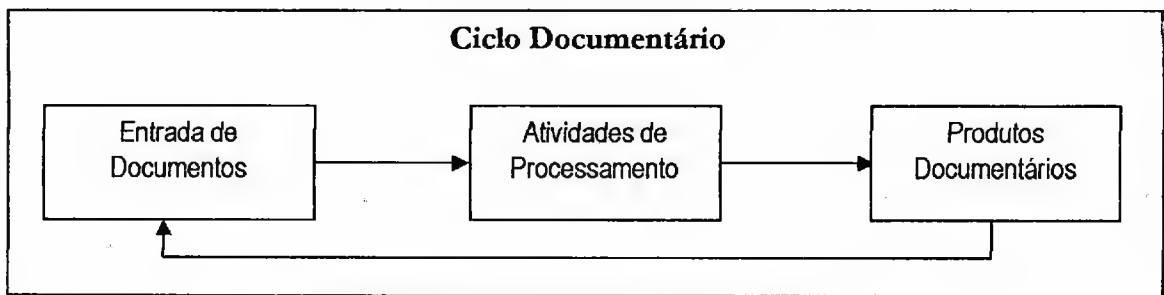 Ciclo Documentário
Entrada de
Documentos
Atividades de
Processamento
Produtos
Documentários